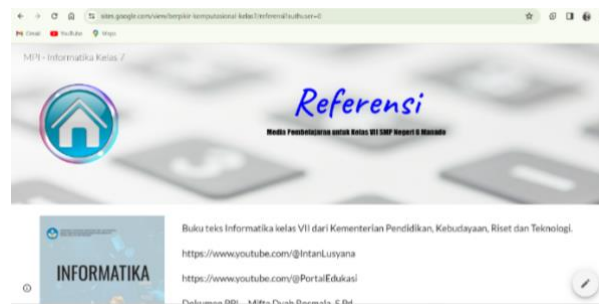 sites.google.com/view/berpikir-komputasional-kelas7/referensi?authuser=0
Gmail YouTube Maps
MPI - Informatika Kelas 7
Referensi
Media Pembelajaran untuk Kelas VII SMP Negeri 6 Manado
Buku teks Informatika kelas VII dari Kementerian Pendidikan, Kebudayaan, Riset dan Teknologi.
https://www.youtube.com/@IntanLusyana
INFORMATIKA
https://www.youtube.com/@PortalEdukasi